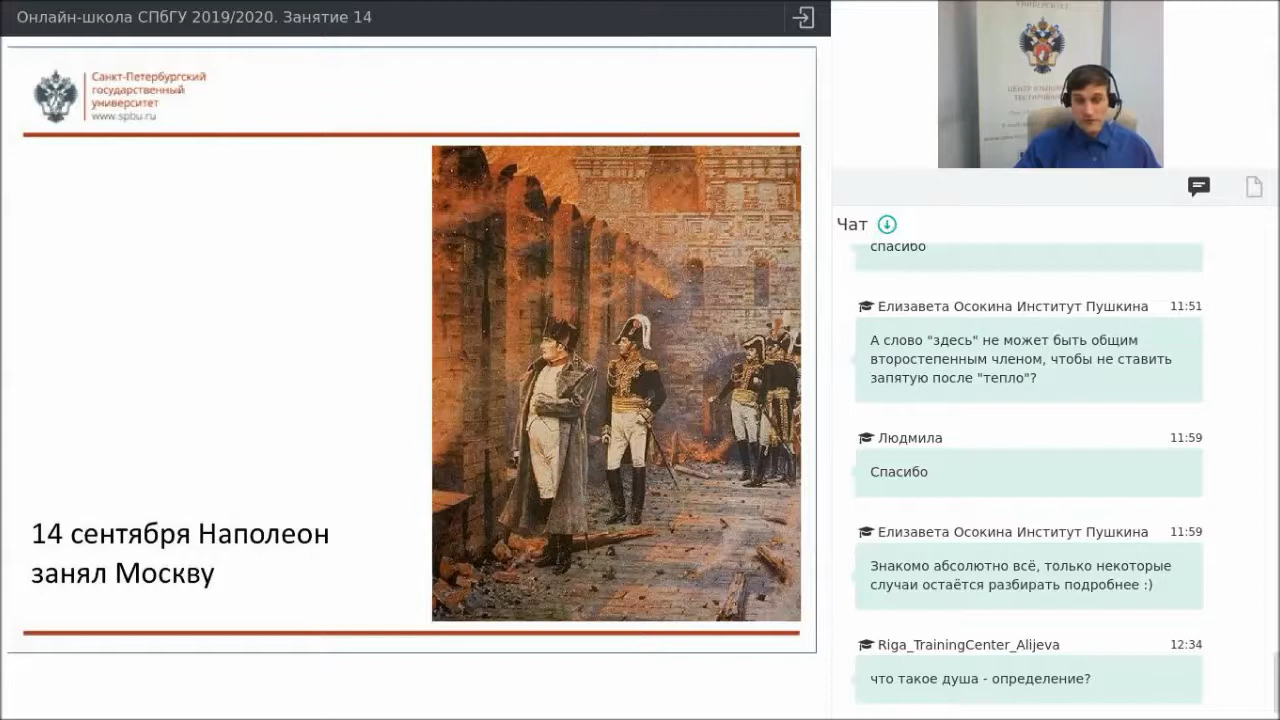 Онлайн-школа СПбГУ 2019/2020. Занятие 14
Санкт-Петербургский
государственный
университет
www.spbu.ru
14 сентября Наполеон
занял Москву
УНИВЕРСИТЕТ
Чат
спасибо
Елизавета Осокина Институт Пушкина 11:51
А слово "здесь" не может быть общим
второстепенным членом, чтобы не ставить
запятую после "тепло"?
Людмила 11:59
Спасибо
Елизавета Осокина Институт Пушкина 11:59
Знакомо абсолютно всё, только некоторые
случаи остаётся разбирать подробнее :)
Riga_TrainingCenter_Alijeva 12:34
что такое душа - определение?